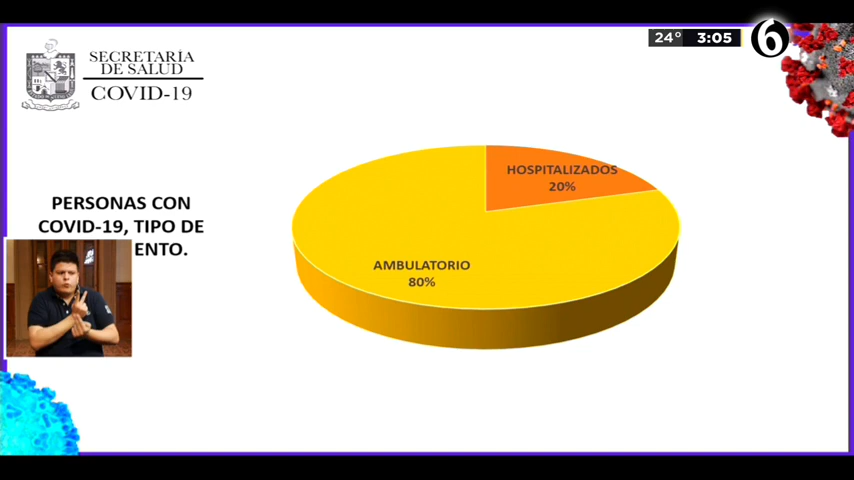 24° 3:05 6
SECRETARÍA
DE SALUD
COVID-19
HOSPITALIZADOS
20%
PERSONAS CON
COVID-19, TIPO DE
ENTO.
AMBULATORIO
80%